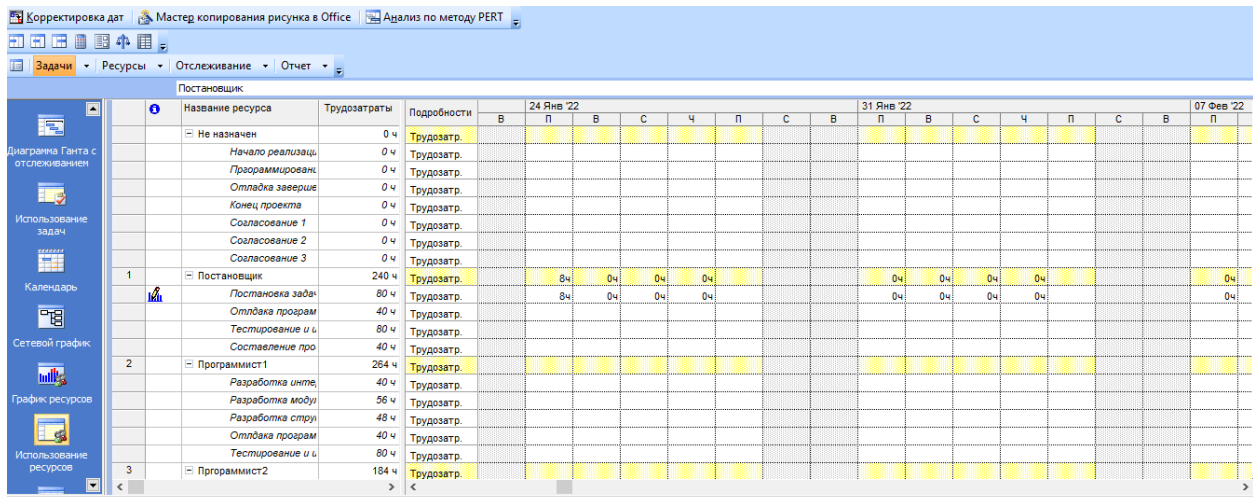 Корректировка дат Мастер копирования рисунка в Office Анализ по методу PERT
Задачи Ресурсы Отслеживание Отчет
Постановщик
Название ресурса Трудозатраты Подробности 24 Янв '22 31 Янв '22 07 Фев '22
В П В С Ч П С В П В С Ч П С В П
Не назначен 0 ч Трудозатр.
Начало реализаци 0 ч Трудозатр.
Прграммировани 0 ч Трудозатр.
Отладка заверше 0 ч Трудозатр.
Конец проекта 0 ч Трудозатр.
Согласование 1 0 ч Трудозатр.
Согласование 2 0 ч Трудозатр.
Согласование 3 0 ч Трудозатр.
1 Постановщик 240 ч Трудозатр. 8ч 0ч 0ч 0ч 0ч 0ч 0ч 0ч 0ч
Постановка задач 80 ч Трудозатр. 8ч 0ч 0ч 0ч 0ч 0ч 0ч 0ч 0ч
Отлдака програм 40 ч Трудозатр.
Тестирование и и 80 ч Трудозатр.
Составление про 40 ч Трудозатр.
2 Программист1 264 ч Трудозатр.
Разработка инте 40 ч Трудозатр.
Разработка моду 56 ч Трудозатр.
Разработка стру 48 ч Трудозатр.
Отлдака програм 40 ч Трудозатр.
Тестирование и и 80 ч Трудозатр.
3 Прграммист2 184 ч Трудозатр.
Диаграмма Ганта с
отслеживанием
Использование
задач
Календарь
Сетевой график
График ресурсов
Использование
ресурсов